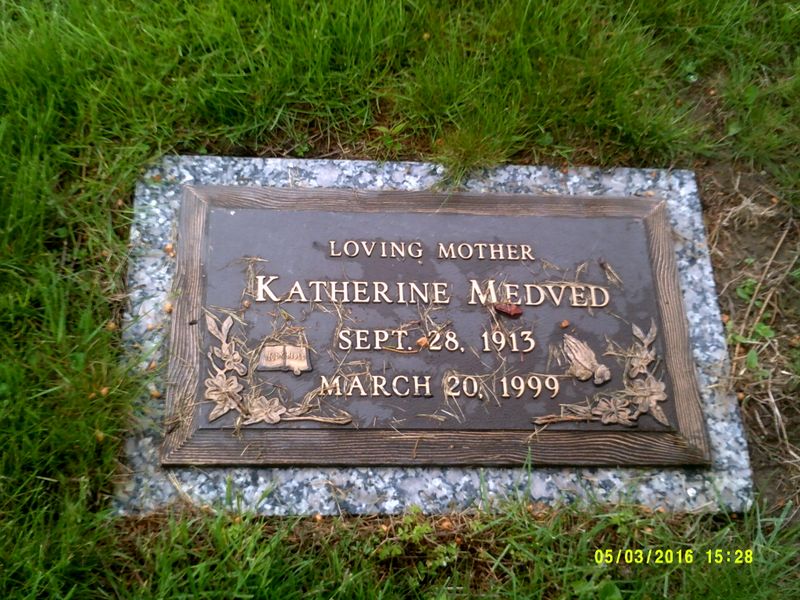 LOVING MOTHER
KATHERINE MEDVED
SEPT. 28, 1913
MARCH 20, 1999
05/03/2016 15:28